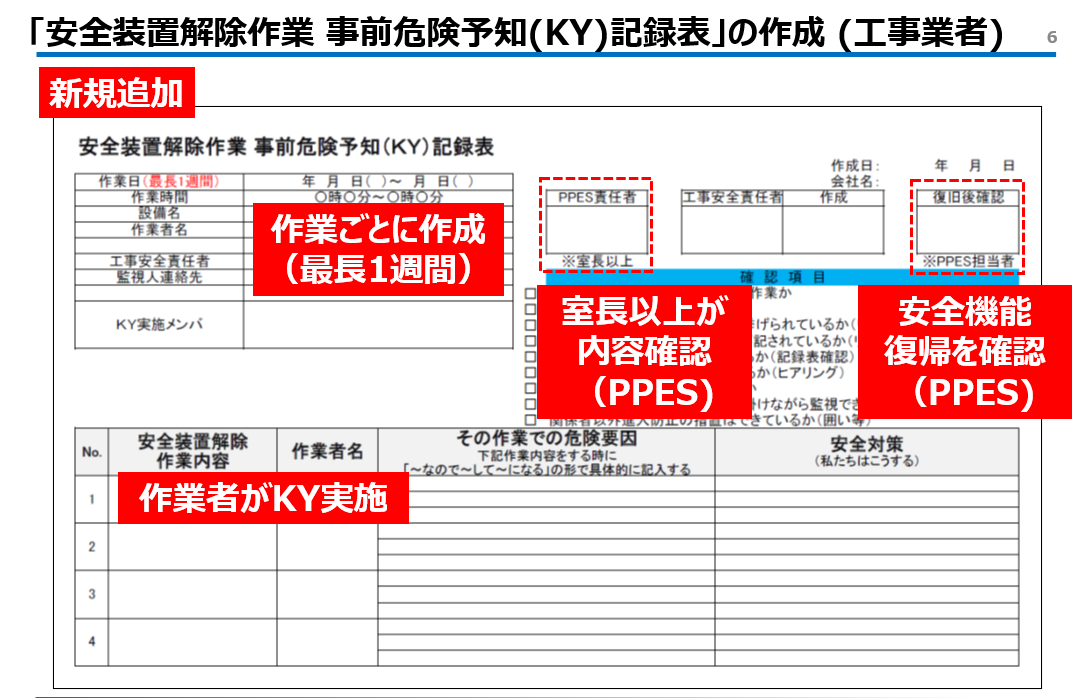 「安全装置解除作業 事前危険予知(KY)記録表」の作成 (工事業者)
6
新規追加
安全装置解除作業 事前危険予知(KY)記録表
作成日: 年 月 日
会社名:
作業日(最長1週間) 年 月 日( )～ 月 日( )
作業時間 〇時〇分～〇時〇分
設備名
作業者名
工事安全責任者
監視人連絡先
KY実施メンバ
作業ごとに作成
(最長1週間)
PPES責任者
※室長以上
工事安全責任者 作成
復旧後確認
※PPES担当者
確 認 項 目
作業か
げられているか(
記されているか(
か(記録表確認)
か(ヒアリング)
けながら監視でき
関係者以外進入防止の措置はできているか(囲い等)
室長以上が
内容確認
(PPES)
安全機能
復帰を確認
(PPES)
No. 安全装置解除
作業内容
作業者名
その作業での危険要因
下記作業内容をする時に
「～なので～して～になる」の形で具体的に記入する
安全対策
(私たちはこうする)
作業者がKY実施
1
2
3
4